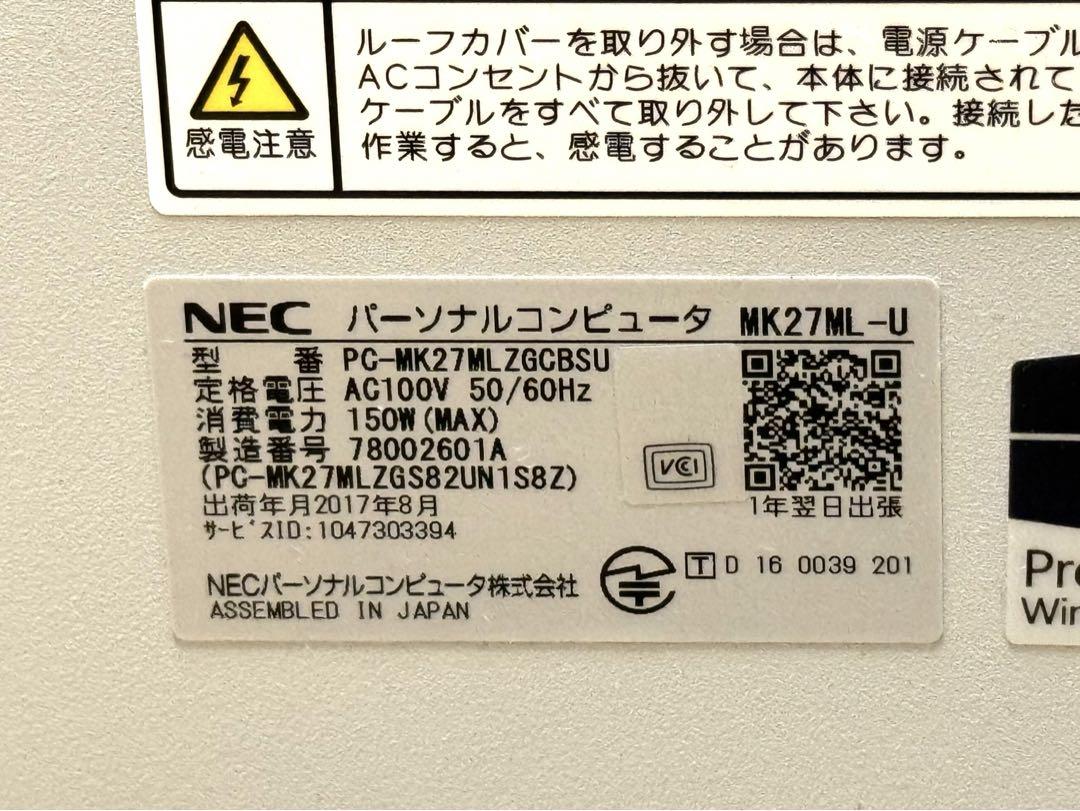 ルーフカバーを取り外す場合は、電源ケーブル
ACコンセントから抜いて、本体に接続されて
ケーブルをすべて取り外して下さい。接続した
作業すると、感電することがあります。
感電注意
NEC パーソナルコンピュータ MK27ML-U
型番 PC-MK27MLZGCBSU
定格電圧 AC100V 50/60Hz
消費電力 150W(MAX)
製造番号 78002601A
(PC-MK27MLZGS82UN1S8Z)
出荷年月2017年8月
サービスID:1047303394
VCCI
1年翌日出張
NECパーソナルコンピュータ株式会社
ASSEMBLED IN JAPAN
T D 16 0039 201
Pr
Win